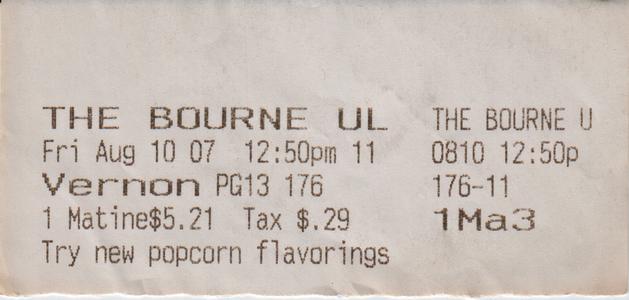 THE BOURNE UL
Fri Aug 10 07 12:50pm 11
Vernon PG13 176
1 Matine$5.21 Tax $.29
Try new popcorn flavorings
THE BOURNE U
0810 12:50p
176-11
1Ma3